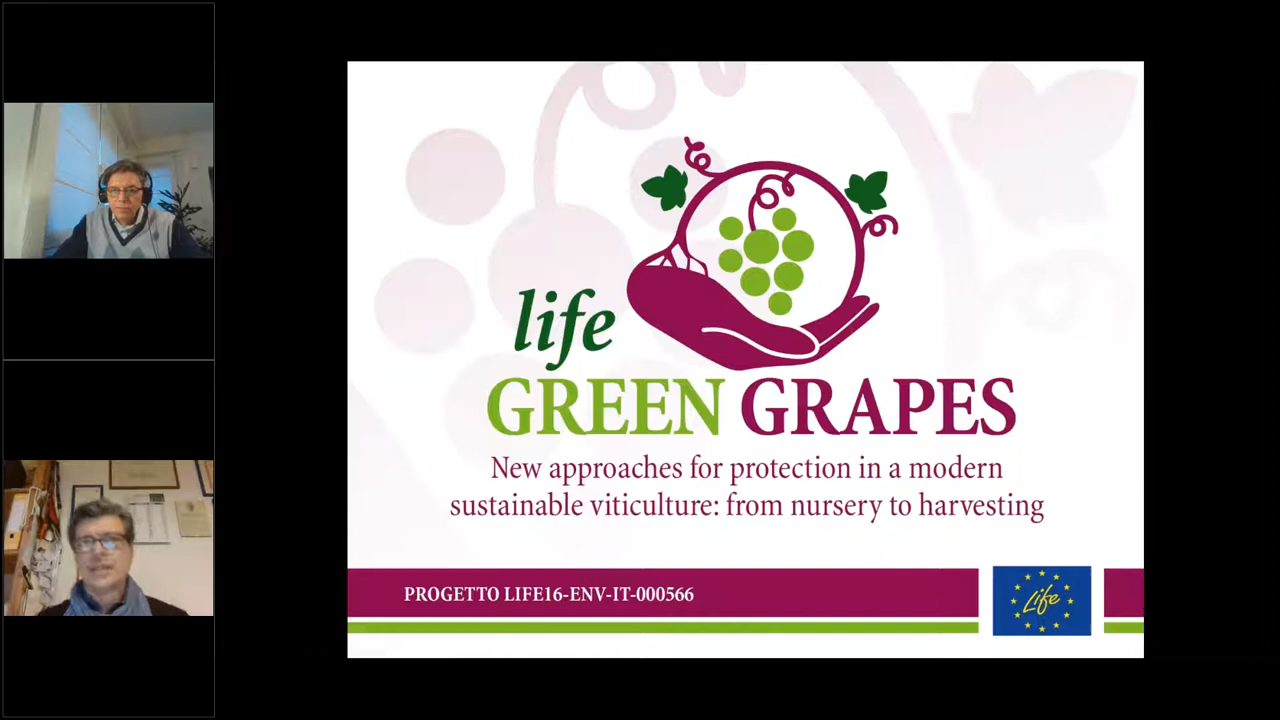 life
GREEN GRAPES
New approaches for protection in a modern
sustainable viticulture: from nursery to harvesting
PROGETTO LIFE16-ENV-IT-000566
Life